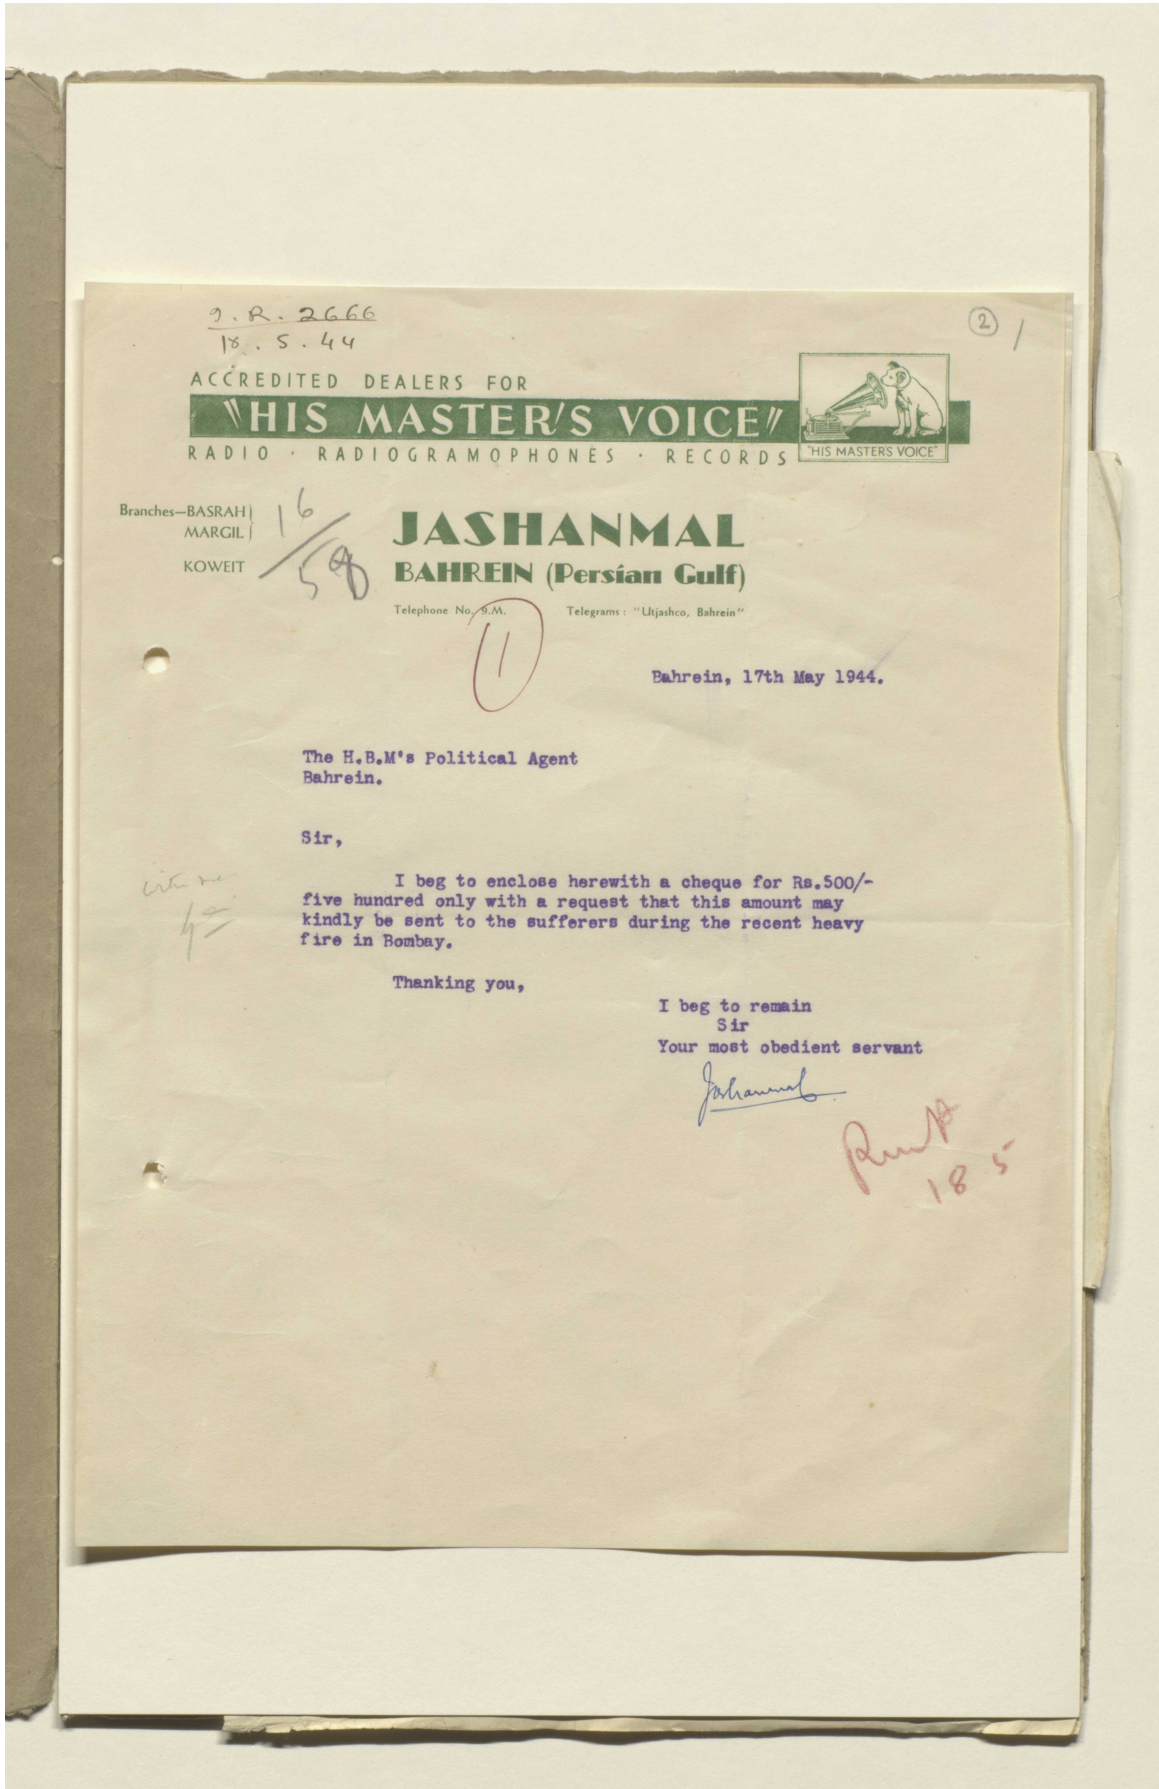 I.R. 2666
18.5.44
2
1
ACCREDITED DEALERS FOR
"HIS MASTER'S VOICE"
RADIO · RADIOGRAMOPHONES · RECORDS
"HIS MASTER'S VOICE"
Branches—BASRAH
MARGIL
KOWEIT
16/58
JASHANMAL
BAHREIN (Persian Gulf)
Telephone No. 9.M. Telegrams: "Utjashco, Bahrein"
1
Bahrein, 17th May 1944.
The H.B.M's Political Agent
Bahrein.
Sir,
I beg to enclose herewith a cheque for Rs.500/-
five hundred only with a request that this amount may
kindly be sent to the sufferers during the recent heavy
fire in Bombay.
Thanking you,
I beg to remain
Sir
Your most obedient servant
Jashanmal
18 5